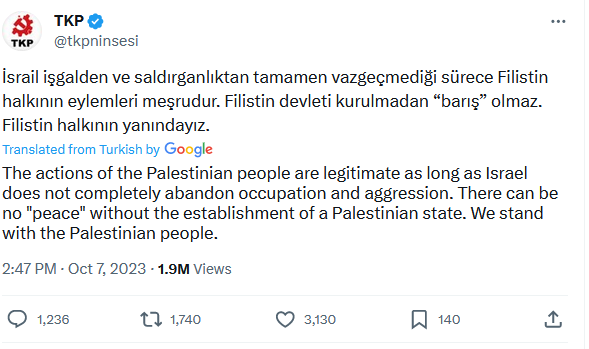 TKP
@tkpninsesi
TKP
İsrail işgalden ve saldırganlıktan tamamen vazgeçmediği sürece Filistin
halkının eylemleri meşrudur. Filistin devleti kurulmadan “barış” olmaz.
Filistin halkının yanındayız.
Translated from Turkish by Google
The actions of the Palestinian people are legitimate as long as Israel
does not completely abandon occupation and aggression. There can be
no "peace" without the establishment of a Palestinian state. We stand
with the Palestinian people.
2:47 PM · Oct 7, 2023 · 1.9M Views
1,236 1,740 3,130 140